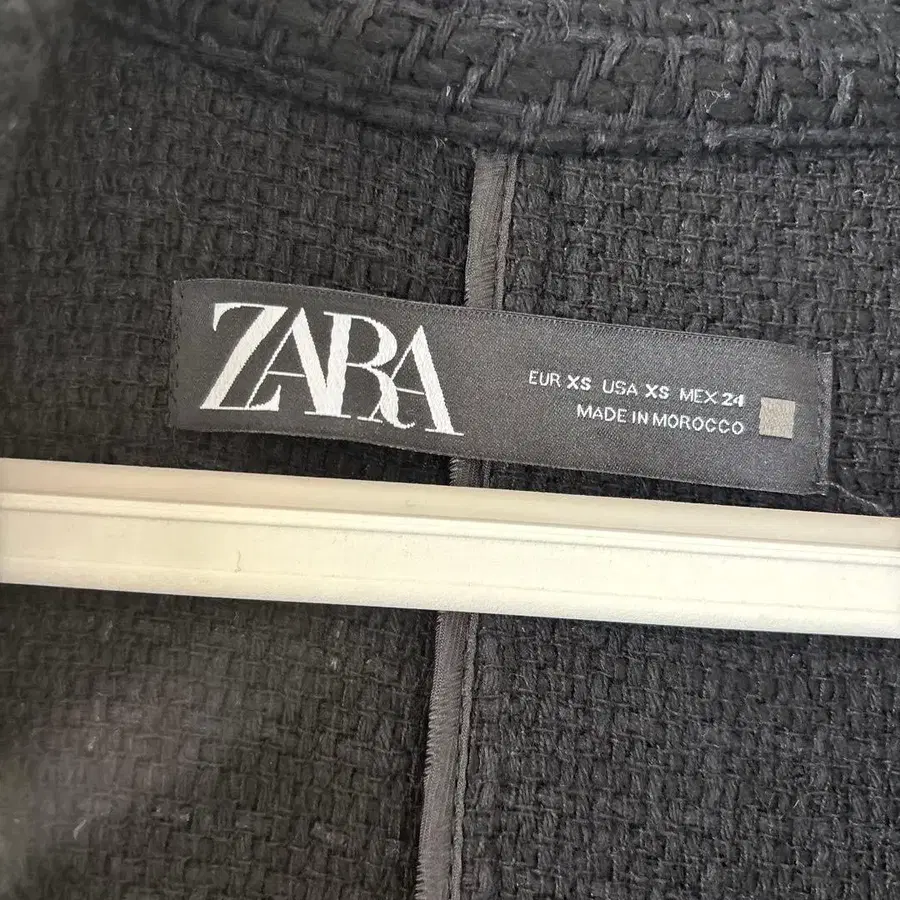 ZARA
EUR XS USA XS MEX 24
MADE IN MOROCCO